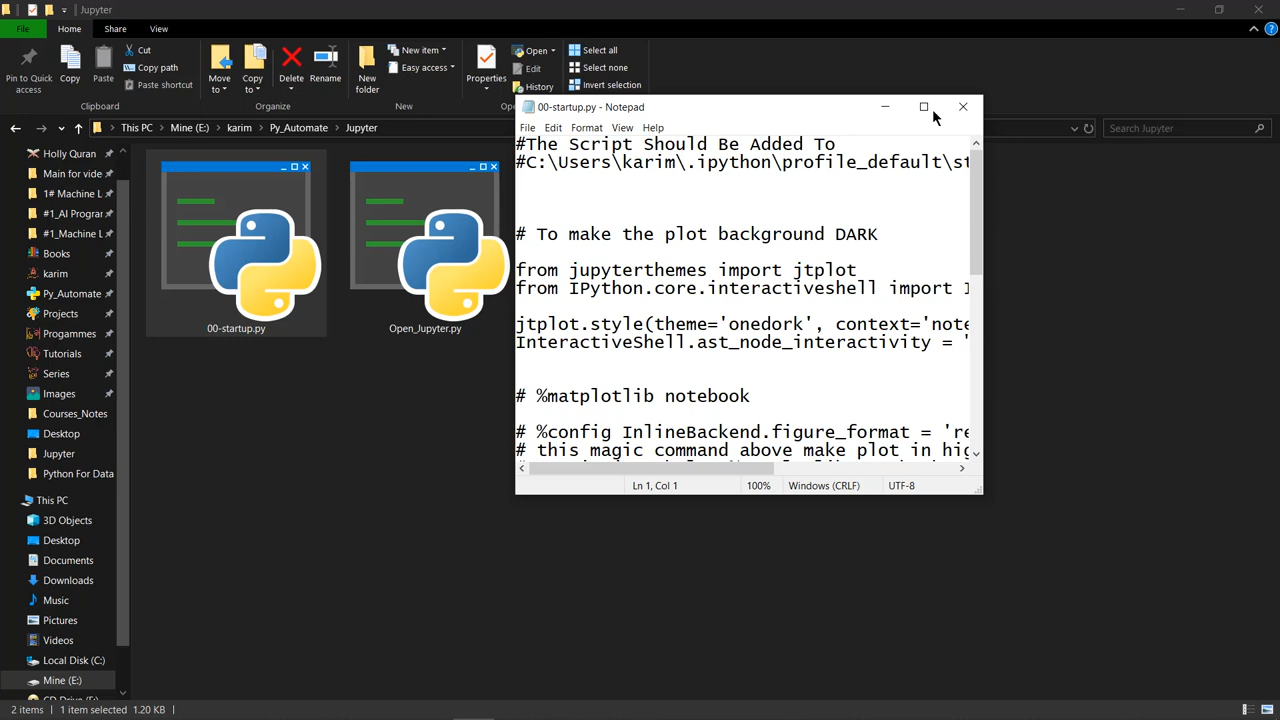 Jupyter
File
Home
Share
View
Pin to Quick
access
Copy
Paste
Cut
Copy path
Paste shortcut
Clipboard
Move
to
Copy
to
Delete
Rename
Organize
New
folder
New item
Easy access
New
Properties
Open
Edit
History
Select all
Select none
Invert selection
This PC
Mine (E:)
karim
Py_Automate
Jupyter
Search Jupyter
Holly Quran
Main for vide
1# Machine L
#1_AI Progran
#1_Machine L
Books
karim
Py_Automate
Projects
Progammes
Tutorials
Series
Images
Courses_Notes
Desktop
Jupyter
Python For Data
This PC
3D Objects
Desktop
Documents
Downloads
Music
Pictures
Videos
Local Disk (C:)
Mine (E:)
00-startup.py
Open_Jupyter.py
00-startup.py - Notepad
File Edit Format View Help
#The Script Should Be Added To
#C:\Users\karim\.ipython\profile_default\st
# To make the plot background DARK
from jupyterthemes import jtplot
from IPython.core.interactiveshell import I
jtplot.style(theme='onedork', context='note
InteractiveShell.ast_node_interactivity = '
# %matplotlib notebook
# %config InlineBackend.figure_format = 're
# this magic command above make plot in hig
Ln 1, Col 1
100%
Windows (CRLF)
UTF-8
2 items
1 item selected 1.20 KB